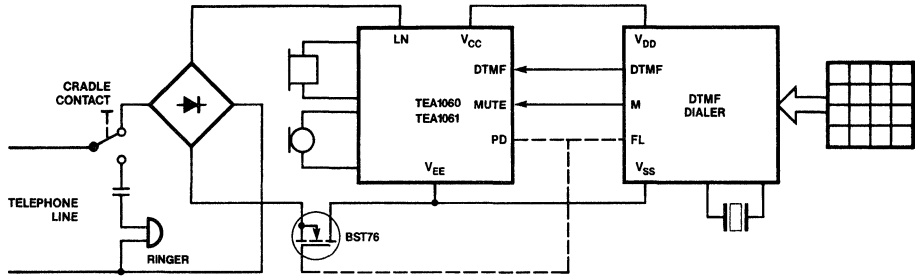 CRADLE
CONTACT
TELEPHONE
LINE
RINGER
LN
VCC
DTMF
TEA1060
TEA1061
MUTE
PD
VEE
BST76
VDD
DTMF
M
DTMF
DIALER
FL
VSS